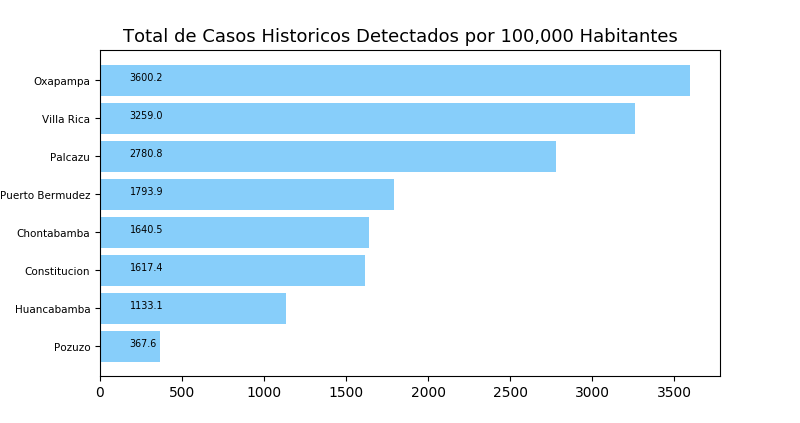 Total de Casos Historicos Detectados por 100,000 Habitantes
Oxapampa 3600.2
Villa Rica 3259.0
Palcazu 2780.8
Puerto Bermudez 1793.9
Chontabamba 1640.5
Constitucion 1617.4
Huancabamba 1133.1
Pozuzo 367.6
0 500 1000 1500 2000 2500 3000 3500